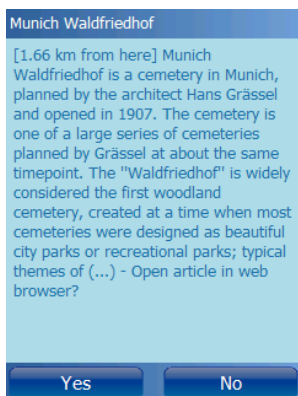 Munich Waldfriedhof
[1.66 km from here] Munich
Waldfriedhof is a cemetery in Munich,
planned by the architect Hans Grässel
and opened in 1907. The cemetery is
one of a large series of cemeteries
planned by Grässel at about the same
timepoint. The "Waldfriedhof" is widely
considered the first woodland
cemetery, created at a time when most
cemeteries were designed as beautiful
city parks or recreational parks; typical
themes of (...) - Open article in web
browser?
Yes No